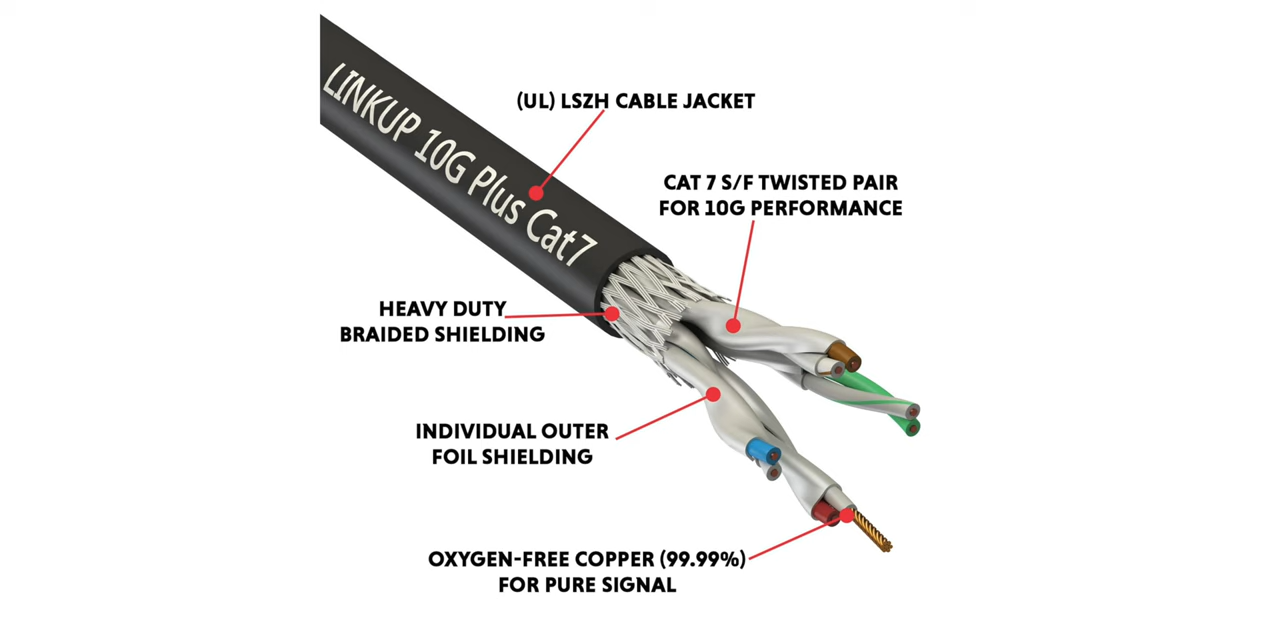 LINKUP 10G Plus Cat7
(UL) LSZH CABLE JACKET
CAT 7 S/F TWISTED PAIR
FOR 10G PERFORMANCE
HEAVY DUTY
BRAIDED SHIELDING
INDIVIDUAL OUTER
FOIL SHIELDING
OXYGEN-FREE COPPER (99.99%)
FOR PURE SIGNAL